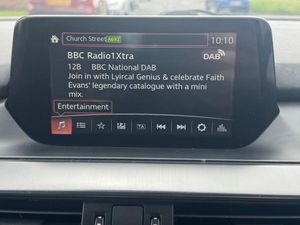 Church Street A692 10:10
BBC Radio1Xtra DAB
12B BBC National DAB
Join in with Lyircal Genius & celebrate Faith
Evans' legendary catalogue with a mini
mix.
Entertainment
TA